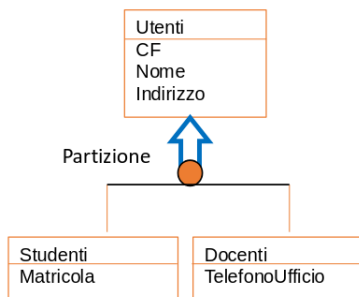 Utenti
CF
Nome
Indirizzo
Partizione
Studenti
Matricola
Docenti
TelefonoUfficio